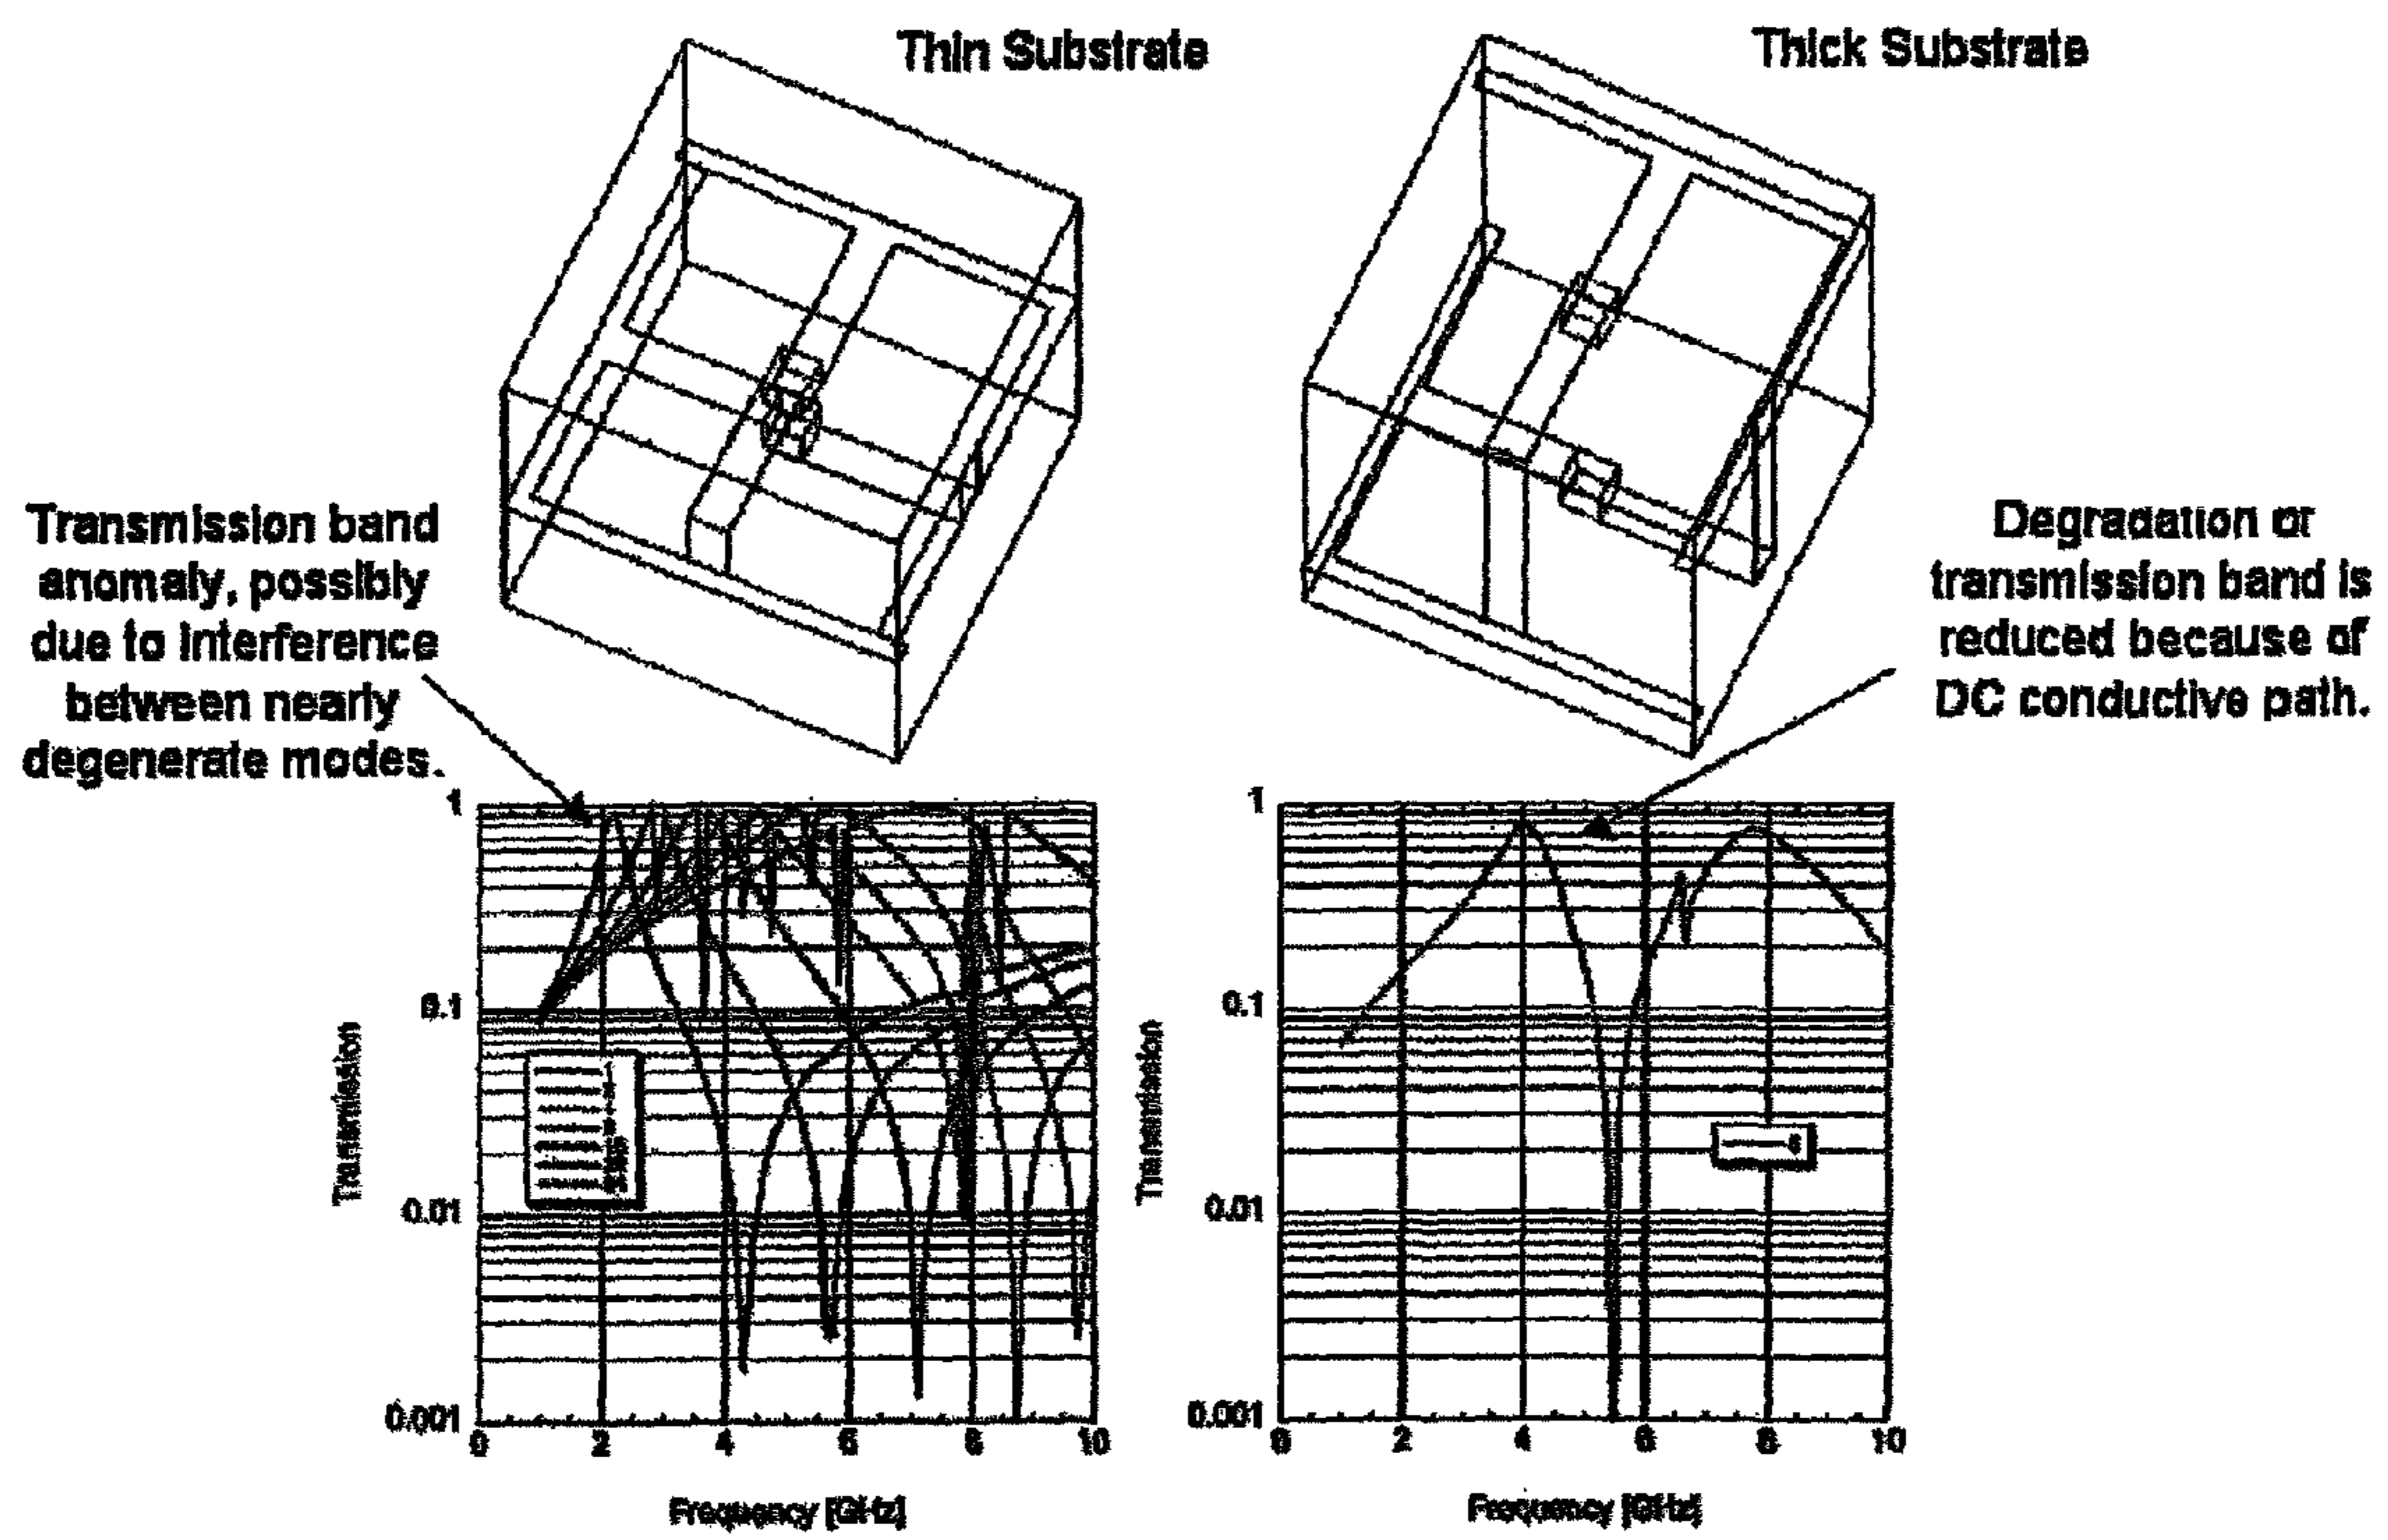 Thin Substrate
Thick Substrate
Transmission band
anomaly, possibly
due to interference
between nearly
degenerate modes.
Degradation or
transmission band is
reduced because of
DC conductive path.
1
0.1
0.01
0.001
Transmission
0
2
4
6
8
10
Frequency [GHz]
1
0.1
0.01
0.001
Transmission
0
2
4
6
8
10
Frequency [GHz]